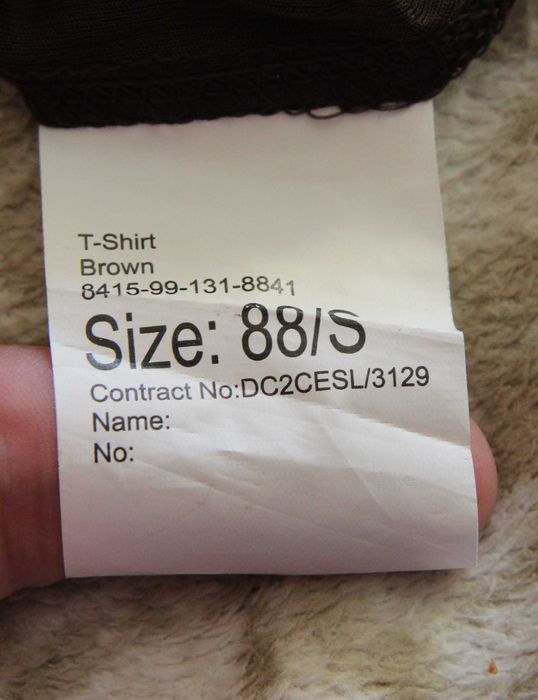 T-Shirt
Brown
8415-99-131-8841
Size: 88/S
Contract No:DC2CESL/3129
Name:
No: